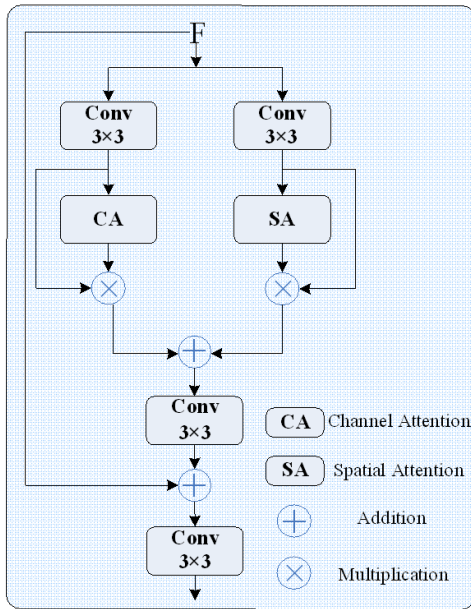 F
Conv
3×3
Conv
3×3
CA
SA
Conv
3×3
CA Channel Attention
SA Spatial Attention
Addition
Conv
3×3
Multiplication